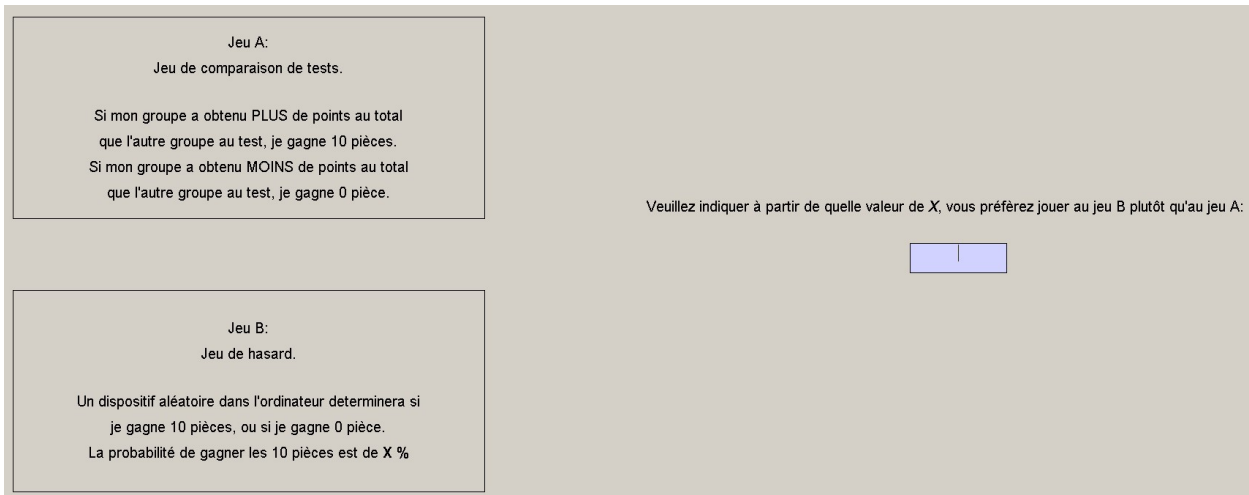 Jeu A:
Jeu de comparaison de tests.
Si mon groupe a obtenu PLUS de points au total
que l'autre groupe au test, je gagne 10 pièces.
Si mon groupe a obtenu MOINS de points au total
que l'autre groupe au test, je gagne 0 pièce.
Veuillez indiquer à partir de quelle valeur de X, vous préfèrez jouer au jeu B plutôt qu'au jeu A:
Jeu B:
Jeu de hasard.
Un dispositif aléatoire dans l'ordinateur determinera si
je gagne 10 pièces, ou si je gagne 0 pièce.
La probabilité de gagner les 10 pièces est de X %